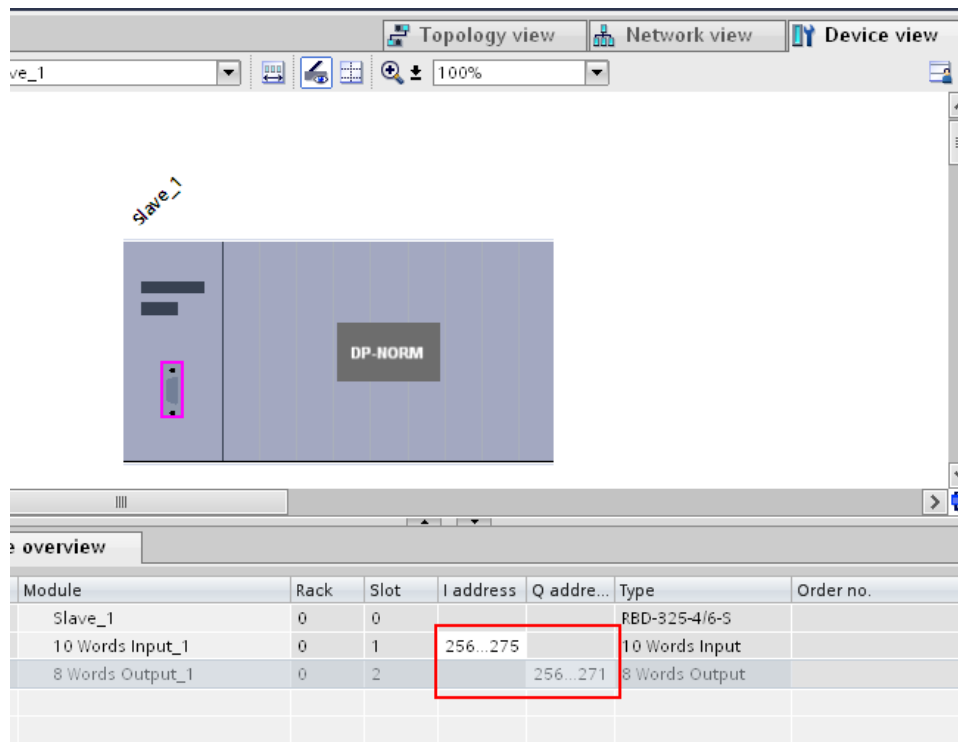 Topology view Network view Device view
ve_1 100%
Slave_1
DP-NORM
e overview
Module Rack Slot I address Q addre... Type Order no.
Slave_1 0 0 RBD-325-4/6-S
10 Words Input_1 0 1 256...275 10 Words Input
8 Words Output_1 0 2 256...271 8 Words Output